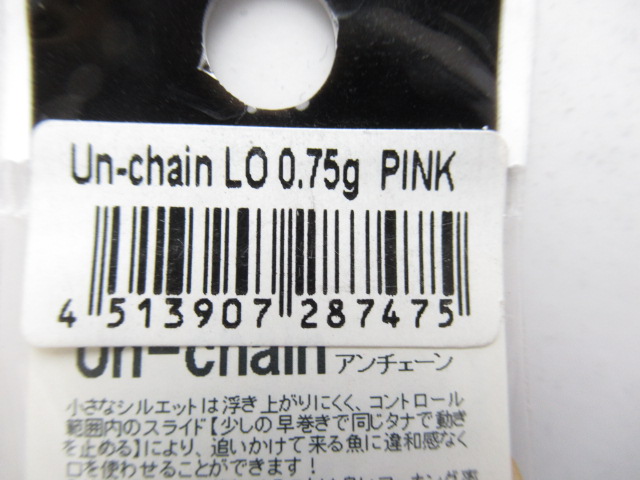 Un-chain LO 0.75g PINK
4 513907 287475
Un-chain アンチェーン
小さなシルエットは浮き上がりにくく、コントロール
範囲内のスライド【少しの早巻きで同じタナで動き
を止める】により、追いかけて来る魚に違和感なく
口を使わせることができます!